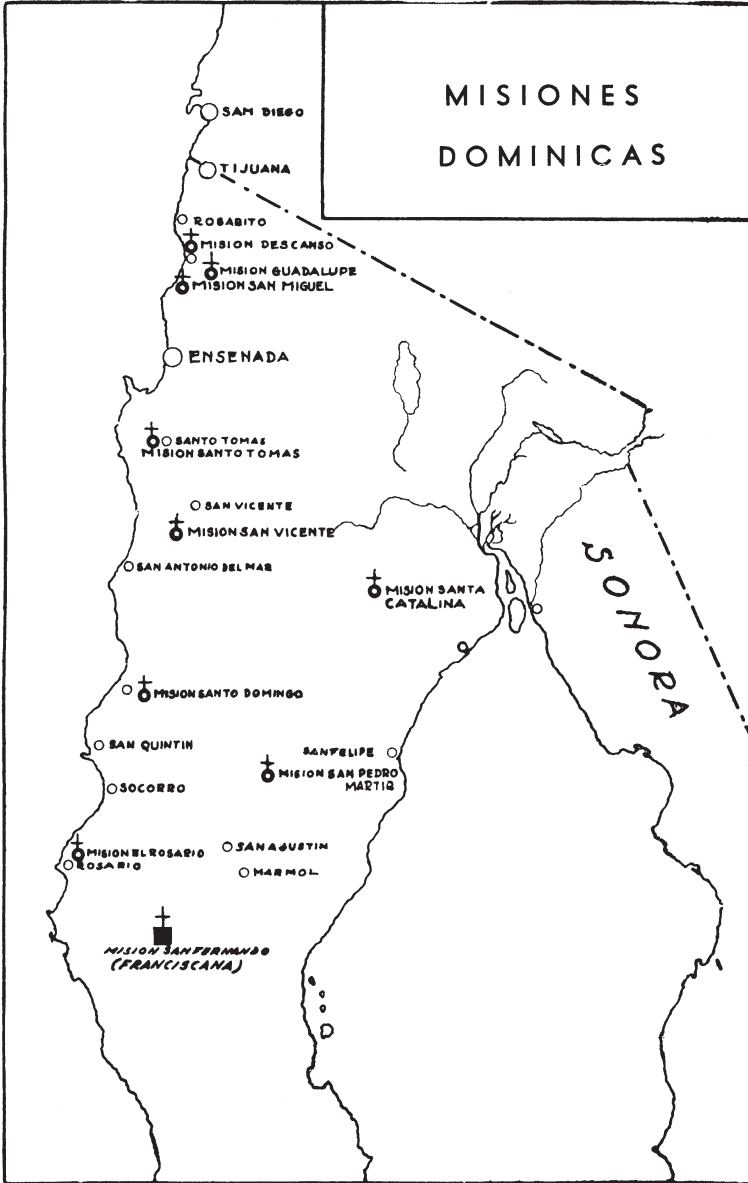 MISIONES
DOMINICAS
SAM DIEGO
TIJUANA
ROSARITO
MISION DESCANSO
MISION GUADALUPE
MISION SAN MIGUEL
ENSENADA
SANTO TOMAS
MISION SANTO TOMAS
SAN VICENTE
MISION SAN VICENTE
SAN ANTONIO DEL MAR
MISION SANTA
CATALINA
SONORA
MISION SANTO DOMINGO
SAN QUINTIN
SAN FELIPE
MISION SAN PEDRO
MARTIR
SOCORRO
MISION EL ROSARIO
ROSARIO
SAN AGUSTIN
MARMOL
MISION SAN FERNANDO
(FRANCISCANA)